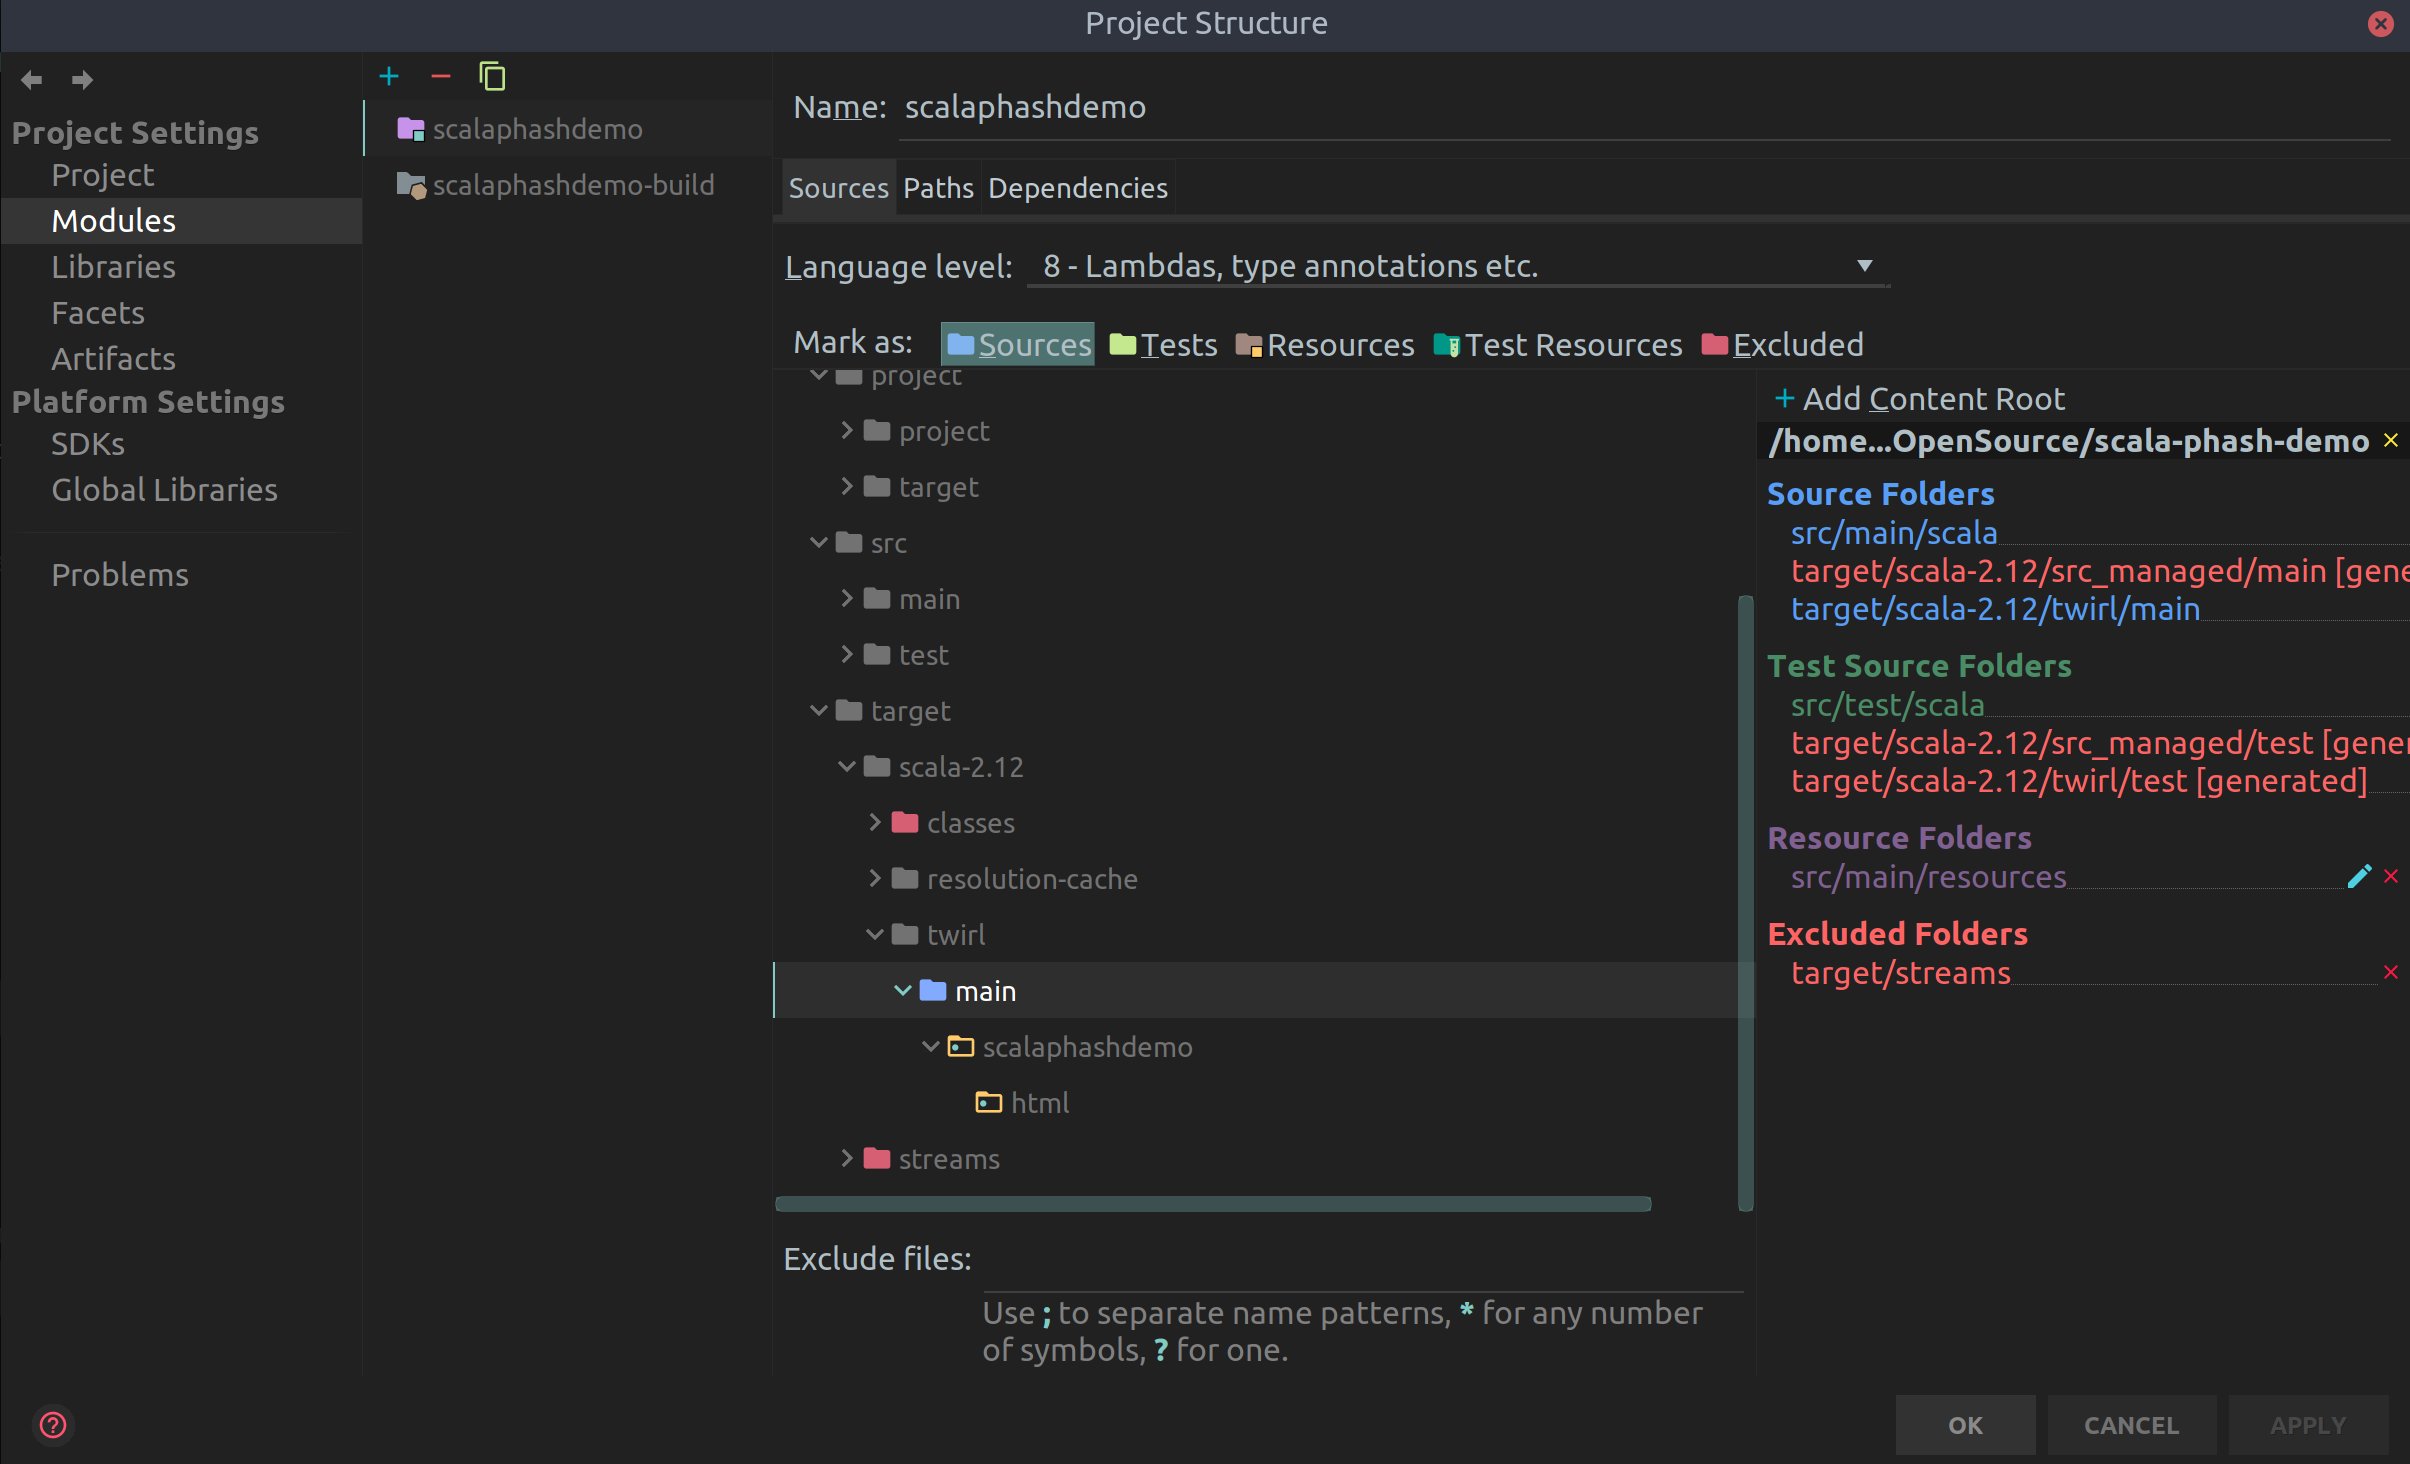 Project Structure
Project Settings
Project
Modules
Libraries
Facets
Artifacts
Platform Settings
SDKs
Global Libraries
Problems
scalaphashdemo
scalaphashdemo-build
Name: scalaphashdemo
Sources Paths Dependencies
Language level: 8 - Lambdas, type annotations etc.
Mark as: Sources Tests Resources Test Resources Excluded
project
project
target
src
main
test
target
scala-2.12
classes
resolution-cache
twirl
main
scalaphashdemo
html
streams
Exclude files:
Use ; to separate name patterns, * for any number
of symbols, ? for one.
+ Add Content Root
/home...OpenSource/scala-phash-demo
Source Folders
src/main/scala
target/scala-2.12/src_managed/main [gene
target/scala-2.12/twirl/main
Test Source Folders
src/test/scala
target/scala-2.12/src_managed/test [gener
target/scala-2.12/twirl/test [generated]
Resource Folders
src/main/resources
Excluded Folders
target/streams
OK CANCEL APPLY